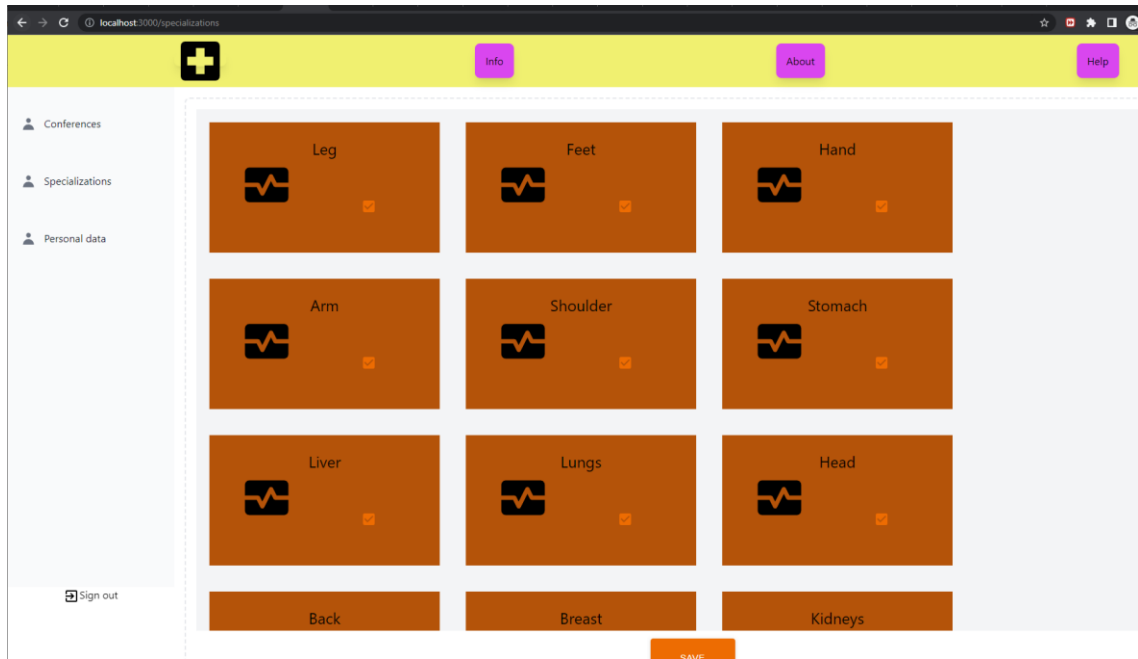 localhost:3000/specializations
Info
About
Help
Conferences
Specializations
Personal data
Sign out
Leg
Feet
Hand
Arm
Shoulder
Stomach
Liver
Lungs
Head
Back
Breast
Kidneys
SAVE